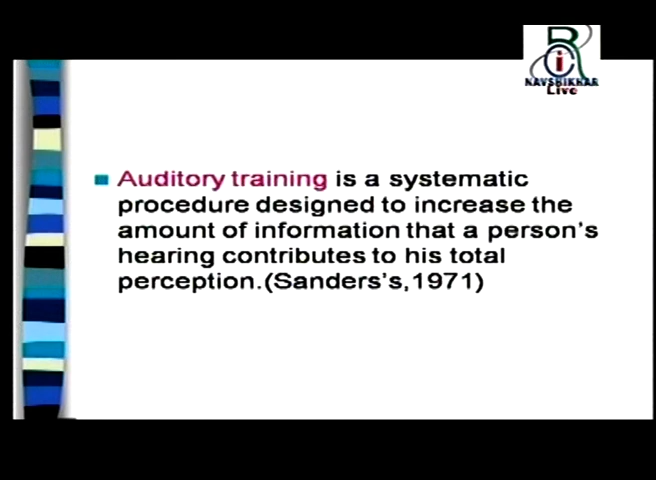 R
C
i
NAVSHIKHAR
Live
Auditory training is a systematic
procedure designed to increase the
amount of information that a person's
hearing contributes to his total
perception.(Sanders's,1971)